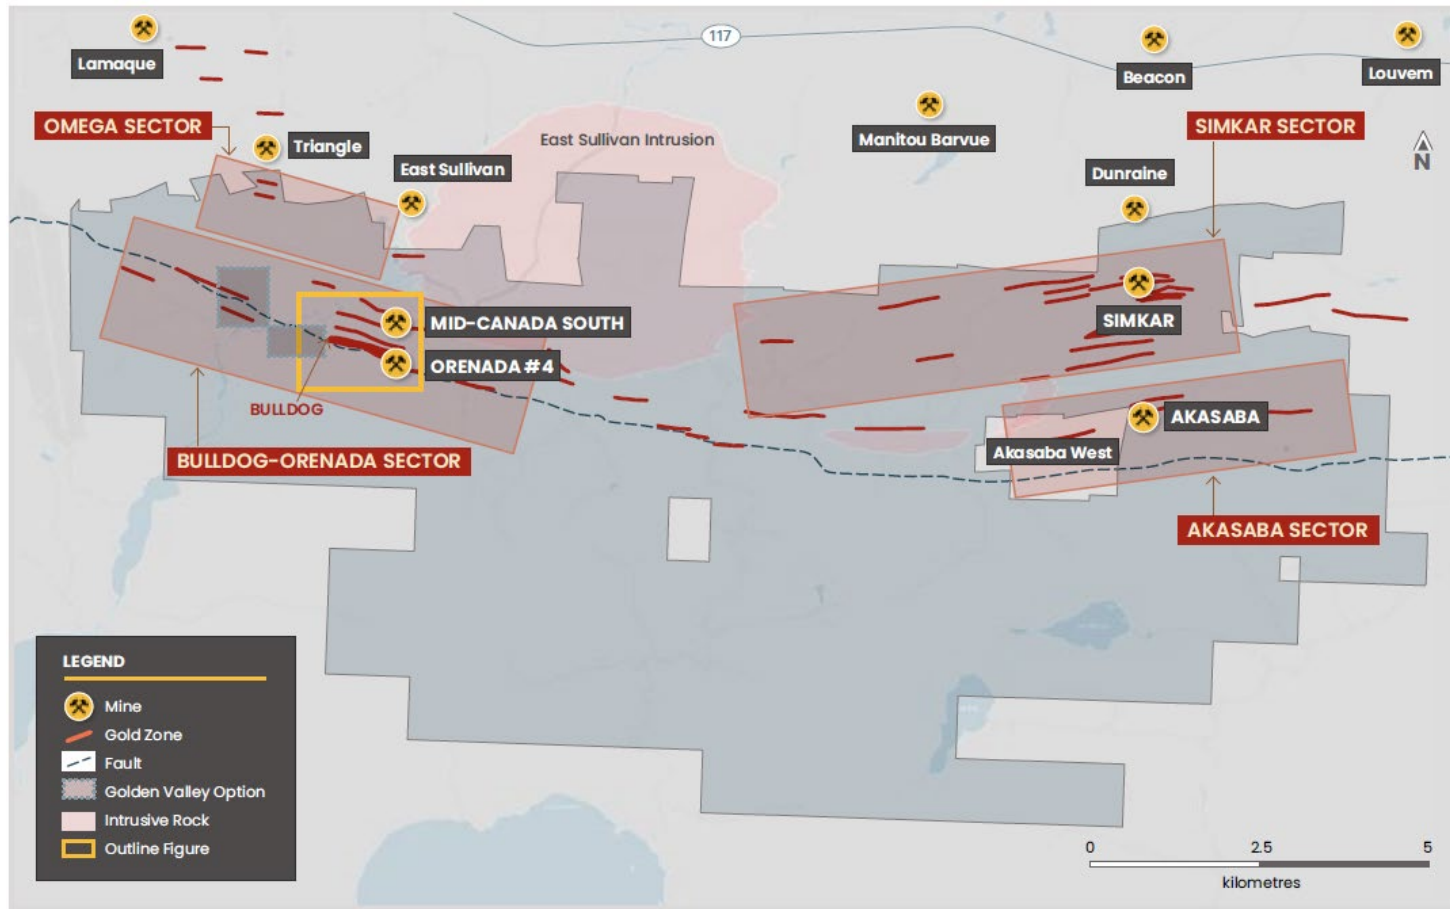 117
Lamaque
Beacon
Louvem
OMEGA SECTOR
Triangle
East Sullivan Intrusion
Manitou Barvue
SIMKAR SECTOR
N
East Sullivan
Dunraine
MID-CANADA SOUTH
SIMKAR
ORENADA #4
BULLDOG
AKASABA
Akasaba West
BULLDOG-ORENADA SECTOR
AKASABA SECTOR
LEGEND
Mine
Gold Zone
Fault
Golden Valley Option
Intrusive Rock
Outline Figure
0 2.5 5
kilometres